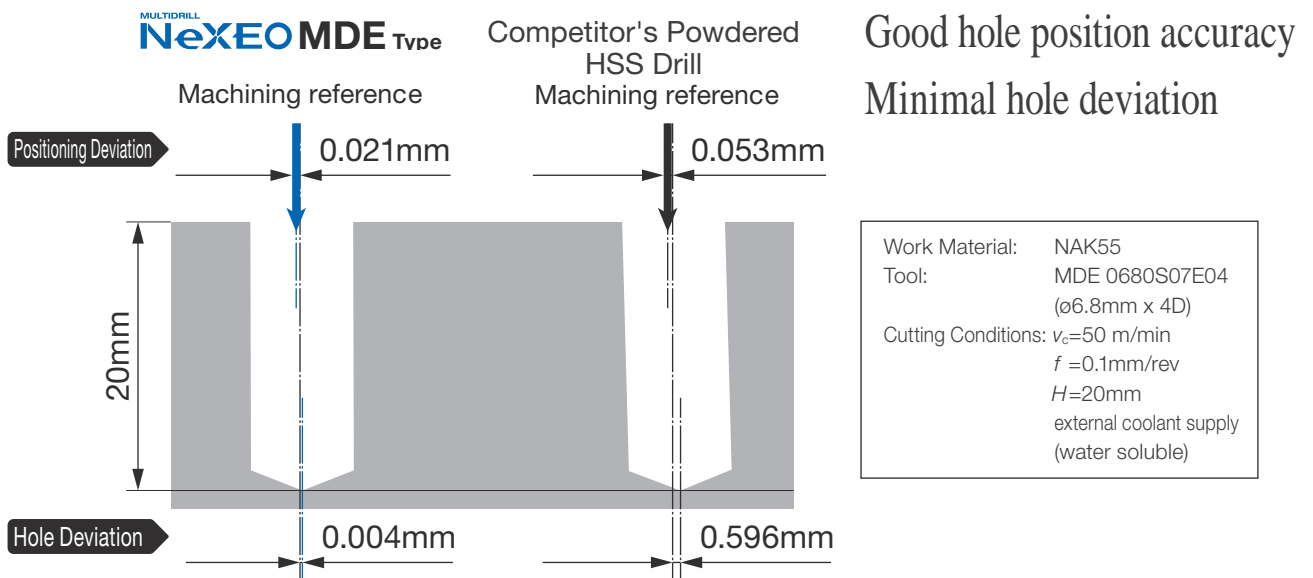 MULTIDRILL
NeXEO MDE Type
Machining reference
Competitor's Powdered
HSS Drill
Machining reference
Good hole position accuracy
Minimal hole deviation
Positioning Deviation
0.021mm
0.053mm
20mm
Work Material: NAK55
Tool: MDE 0680S07E04
(ø6.8mm x 4D)
Cutting Conditions: vc=50 m/min
f =0.1mm/rev
H=20mm
external coolant supply
(water soluble)
Hole Deviation
0.004mm
0.596mm